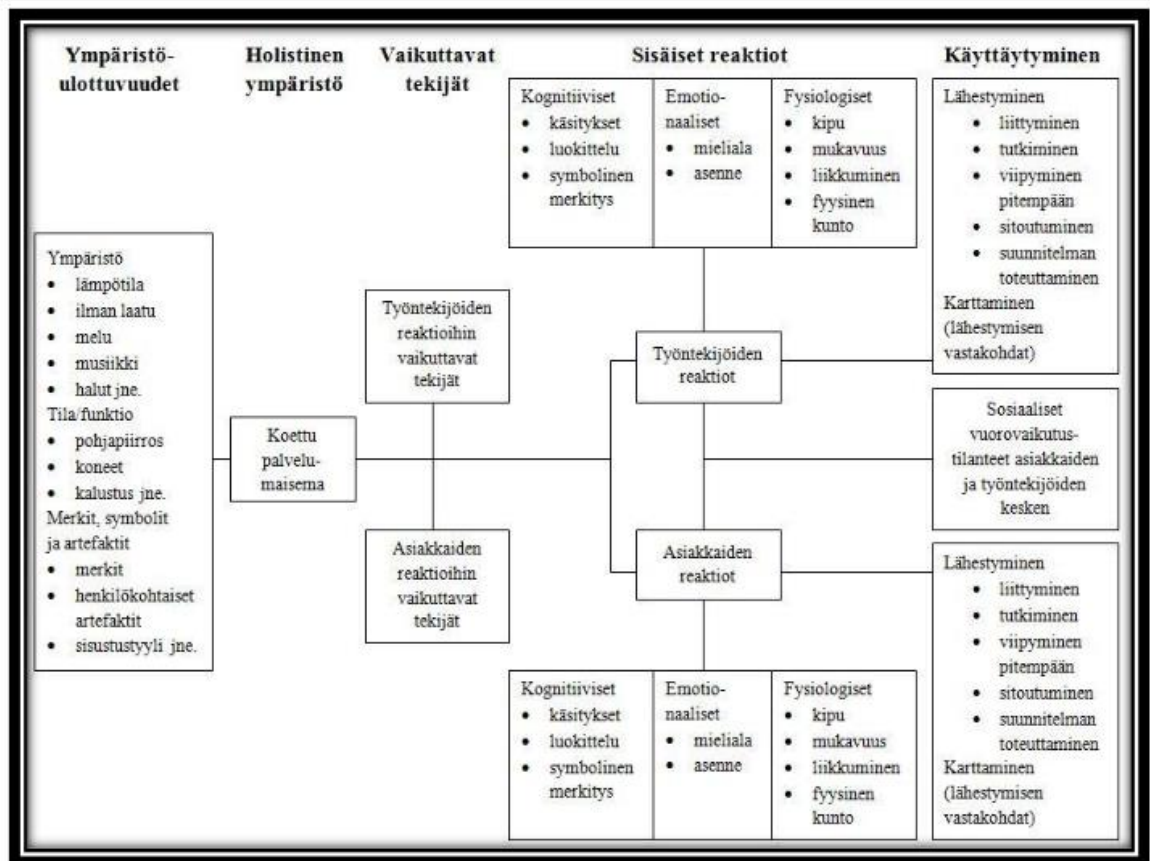 Ympäristö-
ulottuvuudet
Holistinen
ympäristö
Vaikuttavat
tekijät
Sisäiset reaktiot
Käyttäytyminen
Ympäristö
• lämpötila
• ilman laatu
• melu
• musiikki
• halut jne.
Tila/funktio
• pohjapiirros
• koneet
• kalustus jne.
Merkit, symbolit
ja artefaktit
• merkit
• henkilökohtaiset
artefaktit
• sisustustyyli jne.
Koettu
palvelu-
maisema
Työntekijöiden
reaktioihin
vaikuttavat
tekijät
Asiakkaiden
reaktioihin
vaikuttavat
tekijät
Kognitiiviset
• käsitykset
• luokittelu
• symbolinen
merkitys
Emotio-
naaliset
• mieliala
• asenne
Fysiologiset
• kipu
• mukavuus
• liikkuminen
• fyysinen
kunto
Työntekijöiden
reaktiot
Asiakkaiden
reaktiot
Kognitiiviset
• käsitykset
• luokittelu
• symbolinen
merkitys
Emotio-
naaliset
• mieliala
• asenne
Fysiologiset
• kipu
• mukavuus
• liikkuminen
• fyysinen
kunto
Lähestyminen
• liittyminen
• tutkiminen
• viipyminen
pitempään
• sitoutuminen
• suunnitelman
toteuttaminen
Karttaminen
(lähestymisen
vastakohdat)
Sosiaaliset
vuorovaikutus-
tilanteet asiakkaiden
ja työntekijöiden
kesken
Lähestyminen
• liittyminen
• tutkiminen
• viipyminen
pitempään
• sitoutuminen
• suunnitelman
toteuttaminen
Karttaminen
(lähestymisen
vastakohdat)